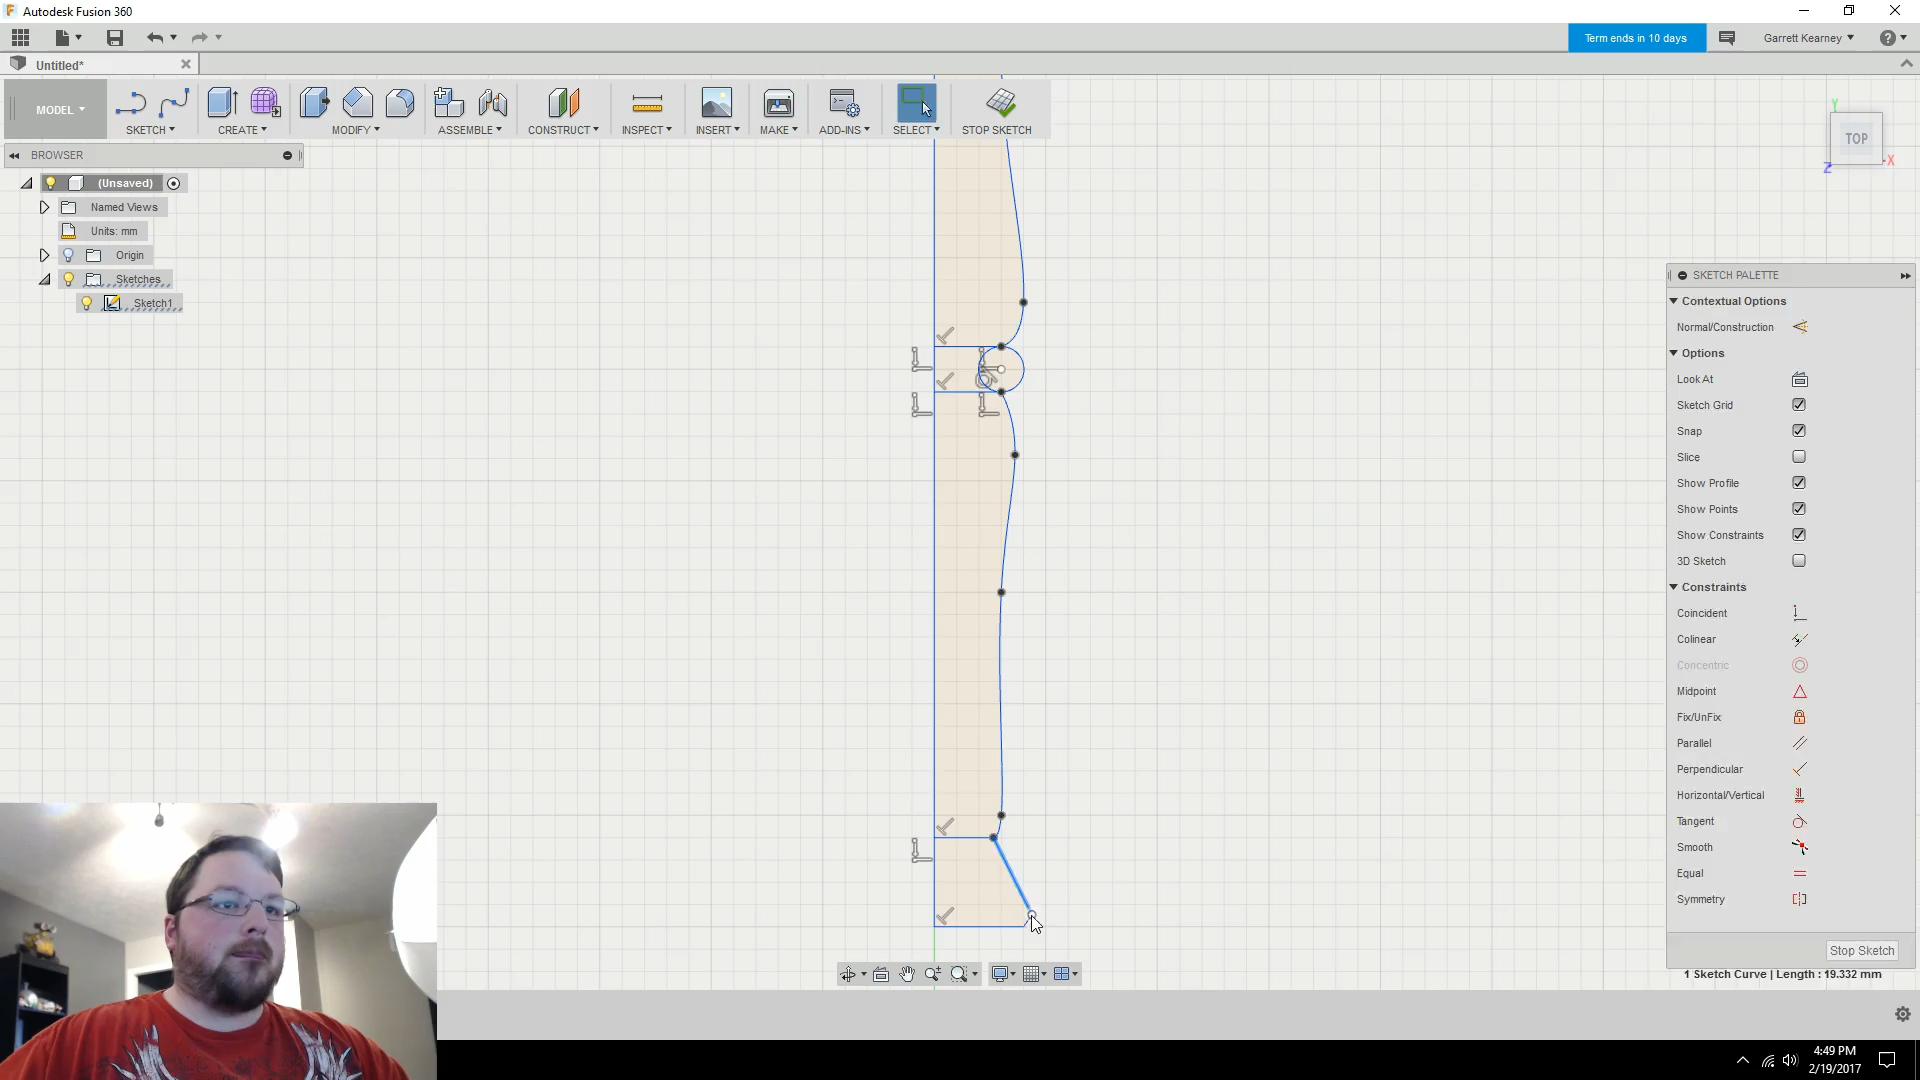 Autodesk Fusion 360
Term ends in 10 days
Garrett Kearney
Untitled*
MODEL
SKETCH
CREATE
MODIFY
ASSEMBLE
CONSTRUCT
INSPECT
INSERT
MAKE
ADD-INS
SELECT
STOP SKETCH
BROWSER
(Unsaved)
Named Views
Units: mm
Origin
Sketches
Sketch1
Y
TOP
X
Z
SKETCH PALETTE
Contextual Options
Normal/Construction
Options
Look At
Sketch Grid
Snap
Slice
Show Profile
Show Points
Show Constraints
3D Sketch
Constraints
Coincident
Colinear
Concentric
Midpoint
Fix/UnFix
Parallel
Perpendicular
Horizontal/Vertical
Tangent
Smooth
Equal
Symmetry
Stop Sketch
1 Sketch Curve | Length : 19.332 mm
4:49 PM
2/19/2017